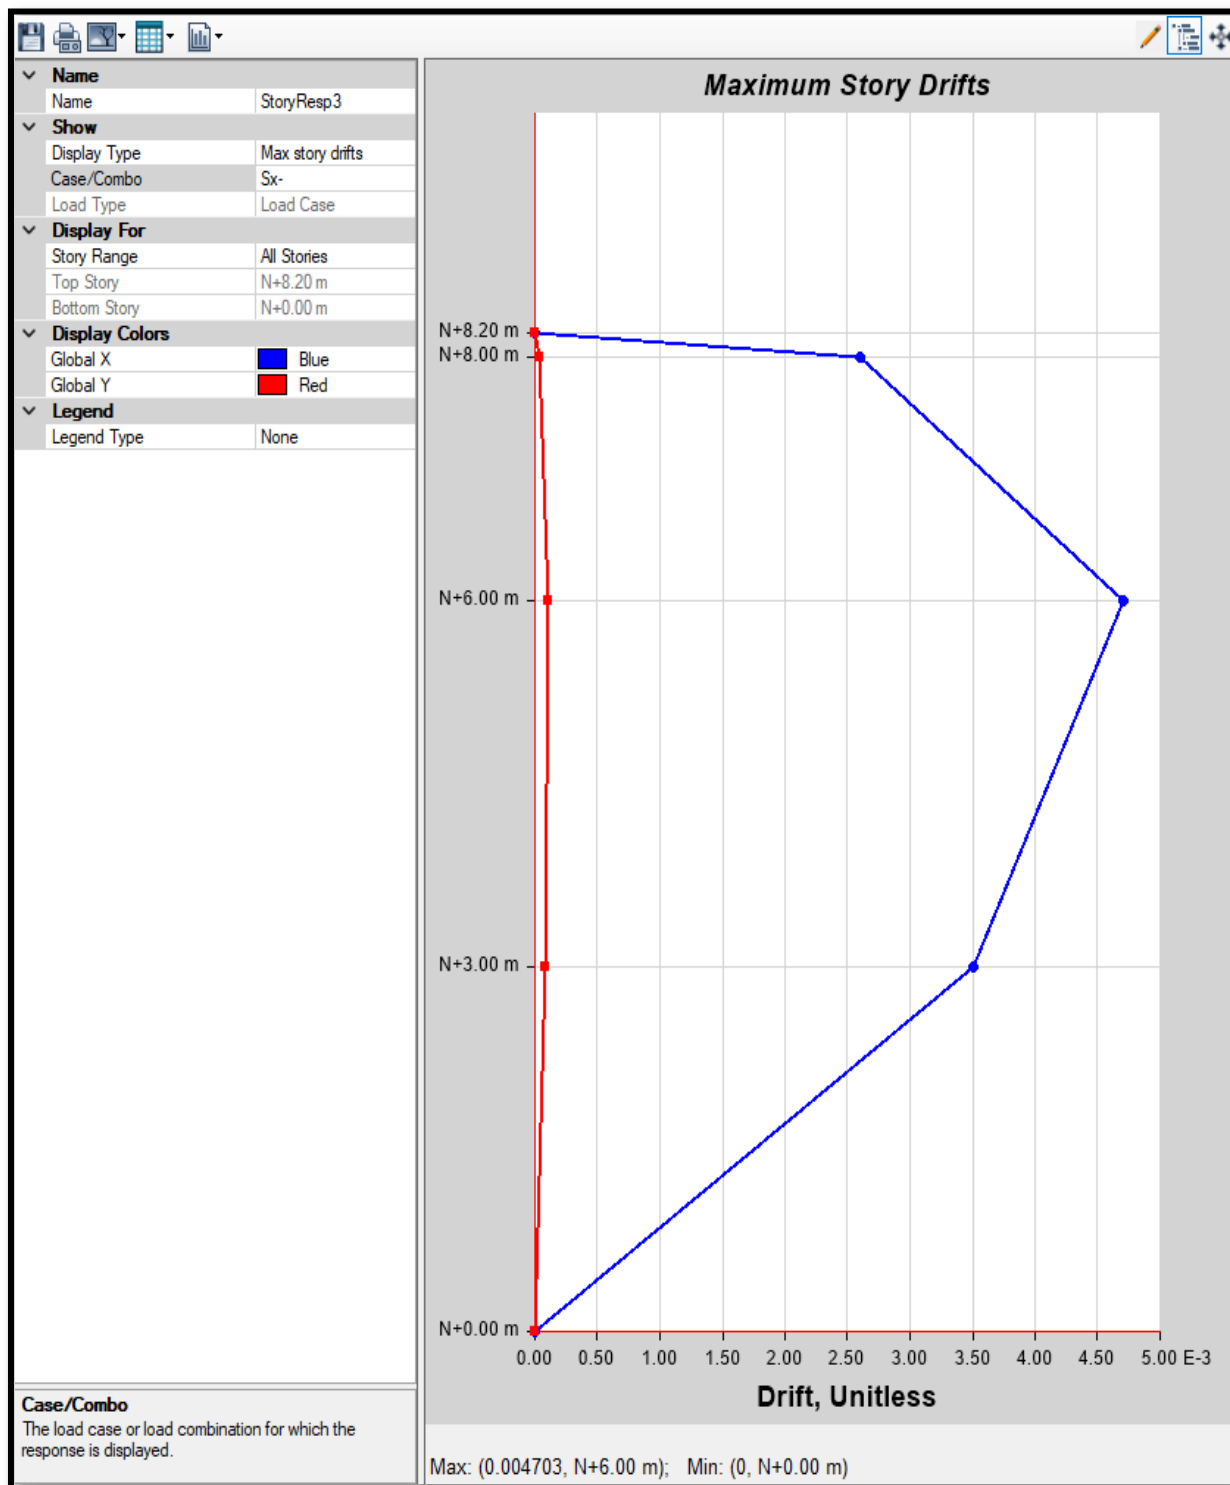 Name
Name StoryResp3
Show
Display Type Max story drifts
Case/Combo Sx-
Load Type Load Case
Display For
Story Range All Stories
Top Story N+8.20 m
Bottom Story N+0.00 m
Display Colors
Global X Blue
Global Y Red
Legend
Legend Type None
Case/Combo
The load case or load combination for which the
response is displayed.
Maximum Story Drifts
N+8.20 m
N+8.00 m
N+6.00 m
N+3.00 m
N+0.00 m
0.00 0.50 1.00 1.50 2.00 2.50 3.00 3.50 4.00 4.50 5.00 E-3
Drift, Unitless
Max: (0.004703, N+6.00 m); Min: (0, N+0.00 m)